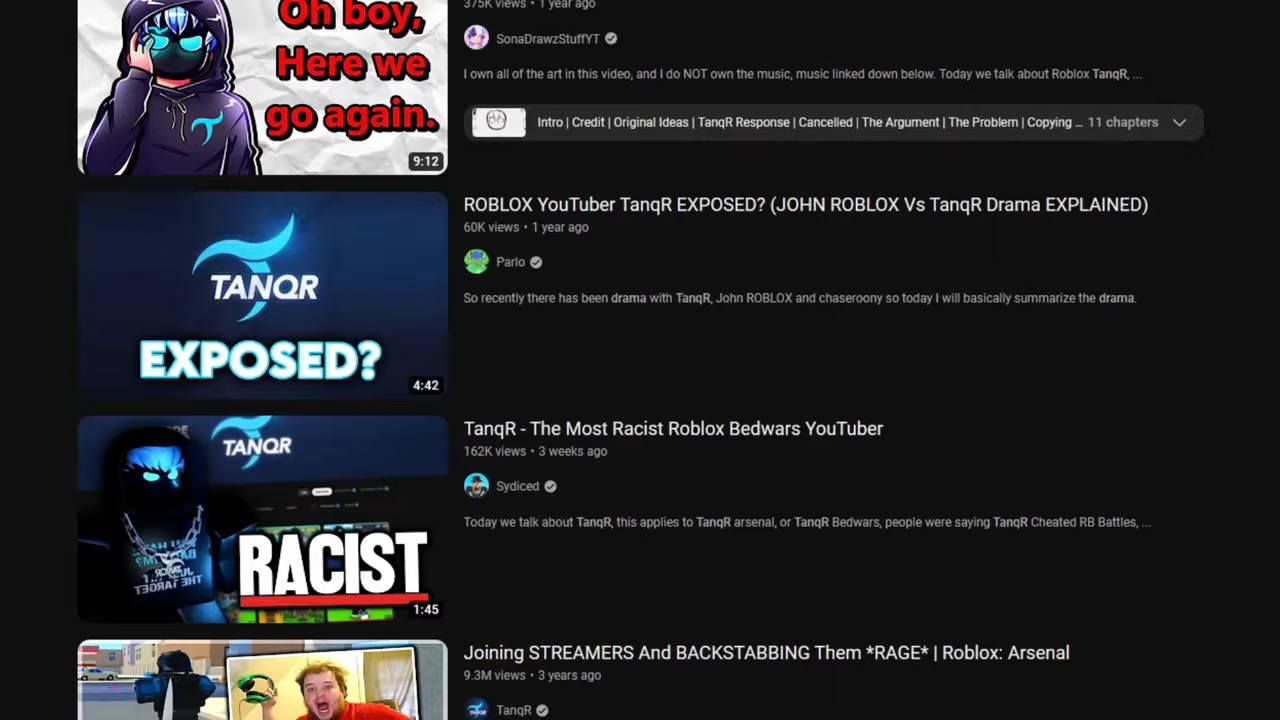 Oh boy,
Here we
go again.
9:12
375K views • 1 year ago
SonaDrawzStuffYT
I own all of the art in this video, and I do NOT own the music, music linked down below. Today we talk about Roblox TanqR, ...
Intro | Credit | Original Ideas | TanqR Response | Cancelled | The Argument | The Problem | Copying ... 11 chapters
TANQR
EXPOSED?
4:42
ROBLOX YouTuber TanqR EXPOSED? (JOHN ROBLOX Vs TanqR Drama EXPLAINED)
60K views • 1 year ago
Parlo
So recently there has been drama with TanqR, John ROBLOX and chaseroony so today I will basically summarize the drama.
TANQR
RACIST
1:45
TanqR - The Most Racist Roblox Bedwars YouTuber
162K views • 3 weeks ago
Sydiced
Today we talk about TanqR, this applies to TanqR arsenal, or TanqR Bedwars, people were saying TanqR Cheated RB Battles, ...
Joining STREAMERS And BACKSTABBING Them *RAGE* | Roblox: Arsenal
9.3M views • 3 years ago
TanqR